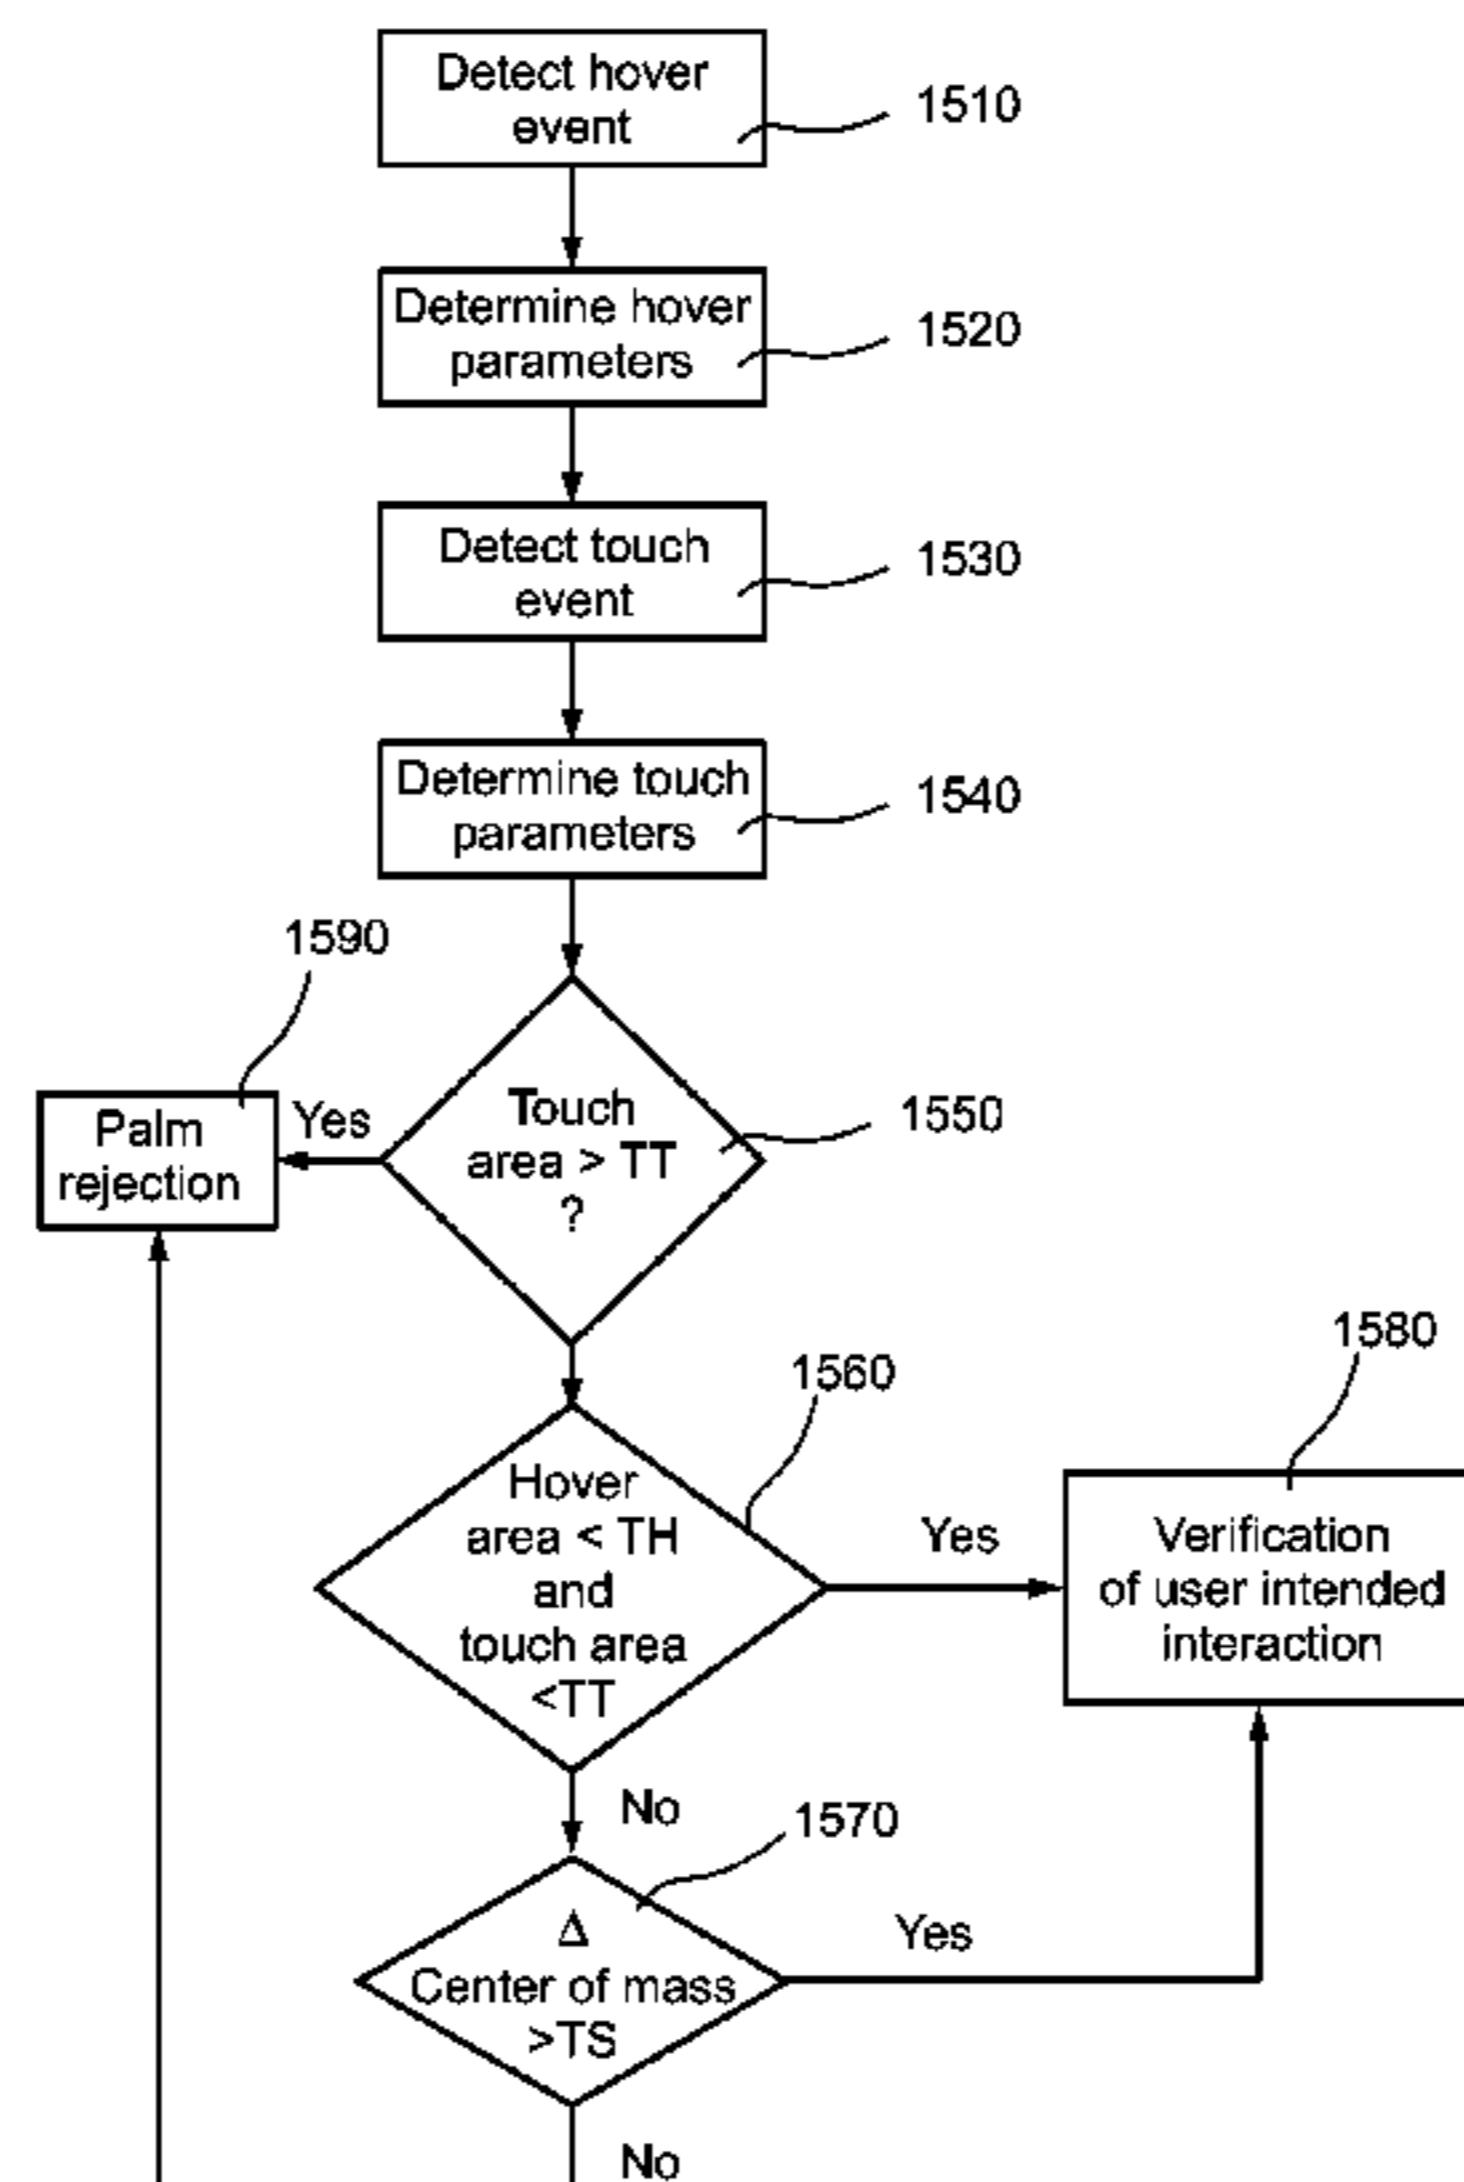 Detect hover
event
1510
Determine hover
parameters
1520
Detect touch
event
1530
Determine touch
parameters
1540
1590
Palm
rejection
Yes
Touch
area > TT
?
1550
1560
1580
Hover
area < TH
and
touch area
<TT
Yes
Verification
of user intended
interaction
No
1570
Δ
Center of mass
>TS
Yes
No